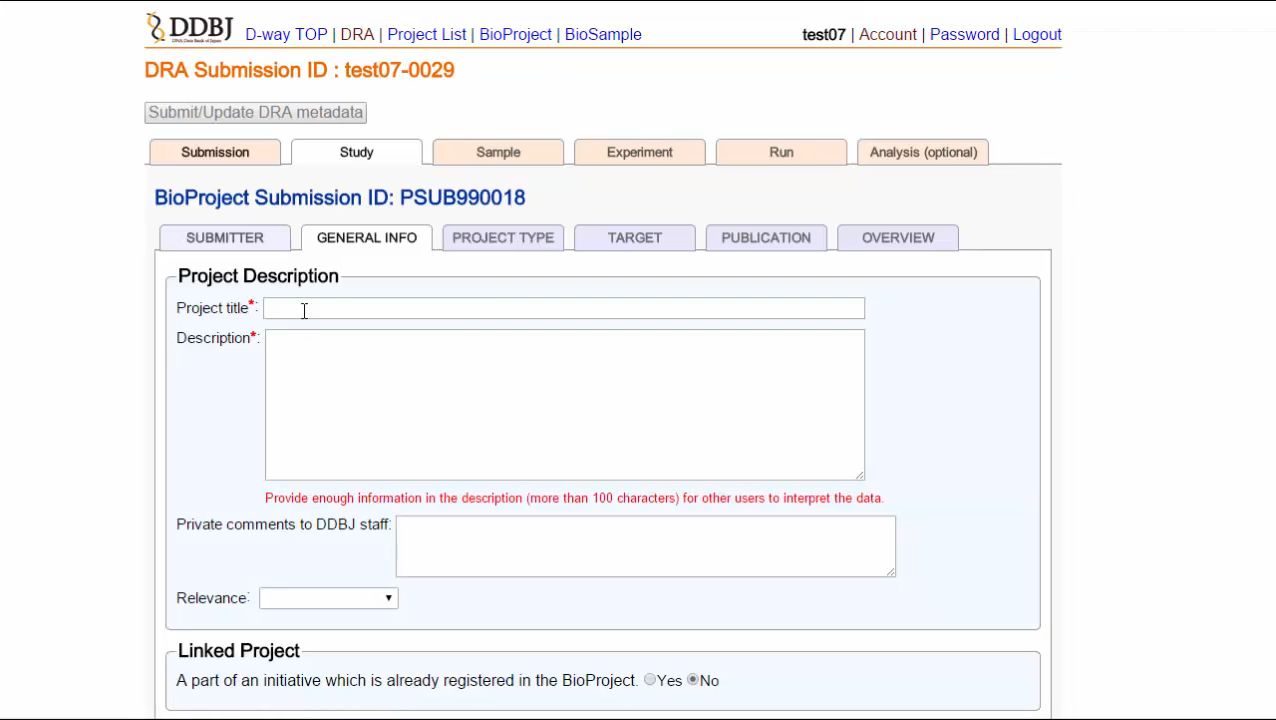 DDBJ D-way TOP | DRA | Project List | BioProject | BioSample test07 | Account | Password | Logout
DRA Submission ID : test07-0029
Submit/Update DRA metadata
Submission Study Sample Experiment Run Analysis (optional)
BioProject Submission ID: PSUB990018
SUBMITTER GENERAL INFO PROJECT TYPE TARGET PUBLICATION OVERVIEW
Project Description
Project title*:
Description*:
Provide enough information in the description (more than 100 characters) for other users to interpret the data.
Private comments to DDBJ staff:
Relevance:
Linked Project
A part of an initiative which is already registered in the BioProject. Yes No